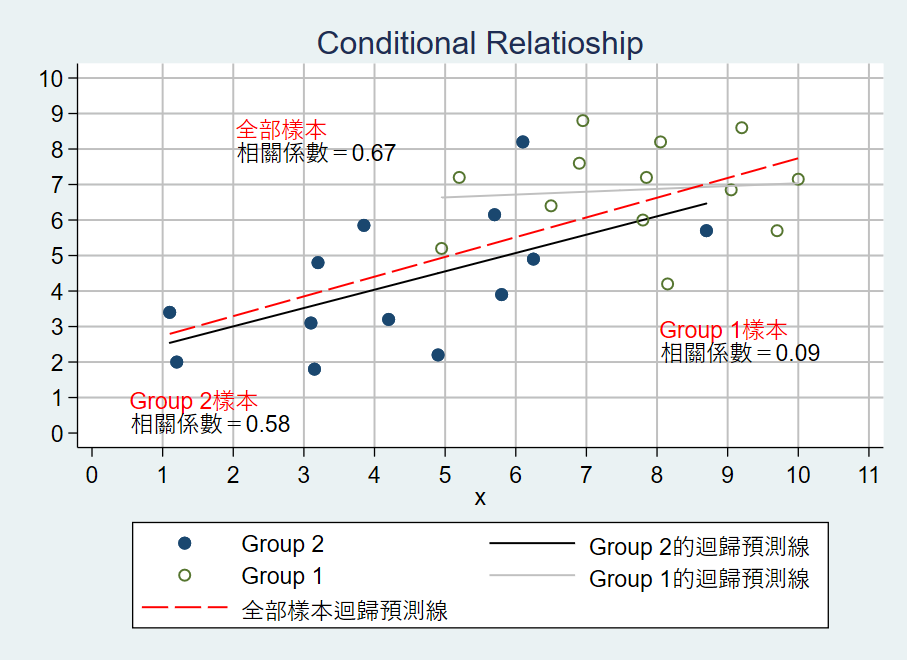 Conditional Relatioship
10
9
8
7
6
5
4
3
2
1
0
全部樣本
相關係數＝0.67
Group 1樣本
相關係數＝0.09
Group 2樣本
相關係數＝0.58
0 1 2 3 4 5 6 7 8 9 10 11
x
Group 2
Group 2的迴歸預測線
Group 1
Group 1的迴歸預測線
全部樣本迴歸預測線